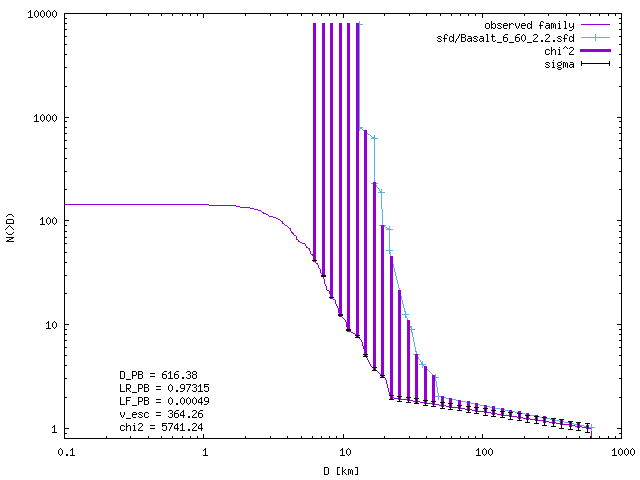 10000
1000
100
10
1
N(>D)
observed family
sfd/Basalt_6_60_2.2.sfd
chi^2
sigma
D_PB = 616.38
LR_PB = 0.97315
LF_PB = 0.00049
v_esc = 364.26
chi2 = 5741.24
0.1 1 10 100 1000
D [km]